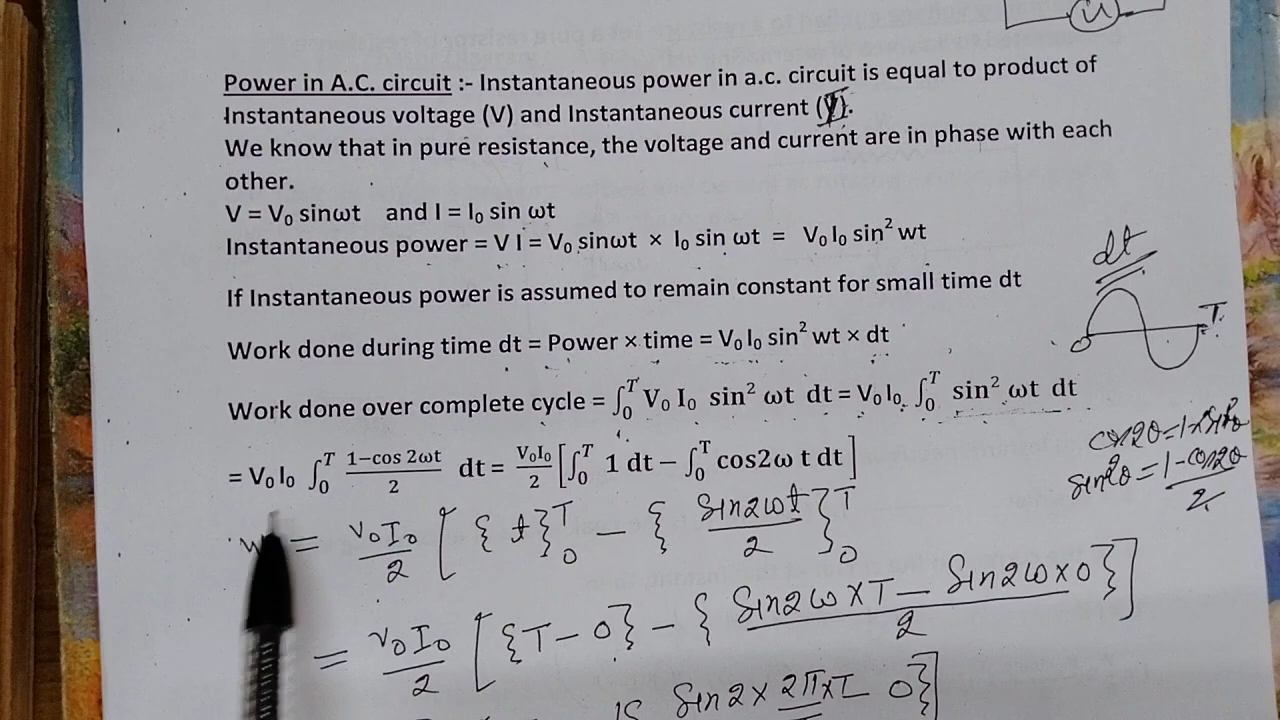 Power in A.C. circuit :- Instantaneous power in a.c. circuit is equal to product of
Instantaneous voltage (V) and Instantaneous current (I).
We know that in pure resistance, the voltage and current are in phase with each
other.
V = V₀ sinωt and I = I₀ sin ωt
Instantaneous power = V I = V₀ sinωt × I₀ sin ωt = V₀ I₀ sin² wt
dt
If Instantaneous power is assumed to remain constant for small time dt
O T
Work done during time dt = Power × time = V₀ I₀ sin² wt × dt
Work done over complete cycle = ∫₀ᵀ V₀ I₀ sin² ωt dt = V₀ I₀ ∫₀ᵀ sin² ωt dt
= V₀ I₀ ∫₀ᵀ (1−cos 2ωt)/2 dt = V₀I₀/2 [∫₀ᵀ 1 dt − ∫₀ᵀ cos2ω t dt]
sin²θ = (1-cos2θ)/2
W = V₀I₀/2 [{t}₀ᵀ − {sin2ωt/2}₀ᵀ
= V₀I₀/2 [{T−0} − {(Sin2ω×T − Sin2ω×0)/2}]
Sin2× 2π×T 0}]